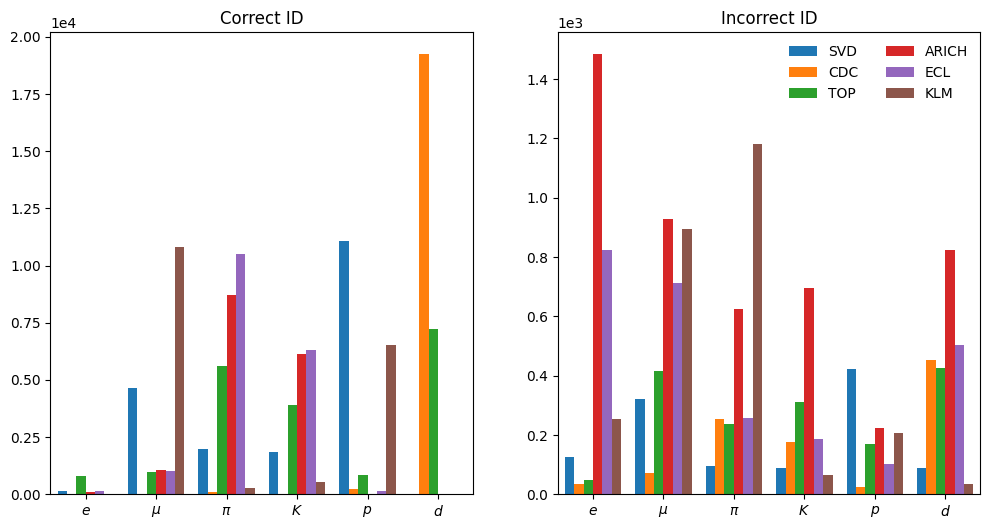 Correct ID
1e4
2.00
1.75
1.50
1.25
1.00
0.75
0.50
0.25
0.00
e
μ
π
K
p
d
Incorrect ID
1e3
1.4
1.2
1.0
0.8
0.6
0.4
0.2
0.0
e
μ
π
K
p
d
SVD
CDC
TOP
ARICH
ECL
KLM